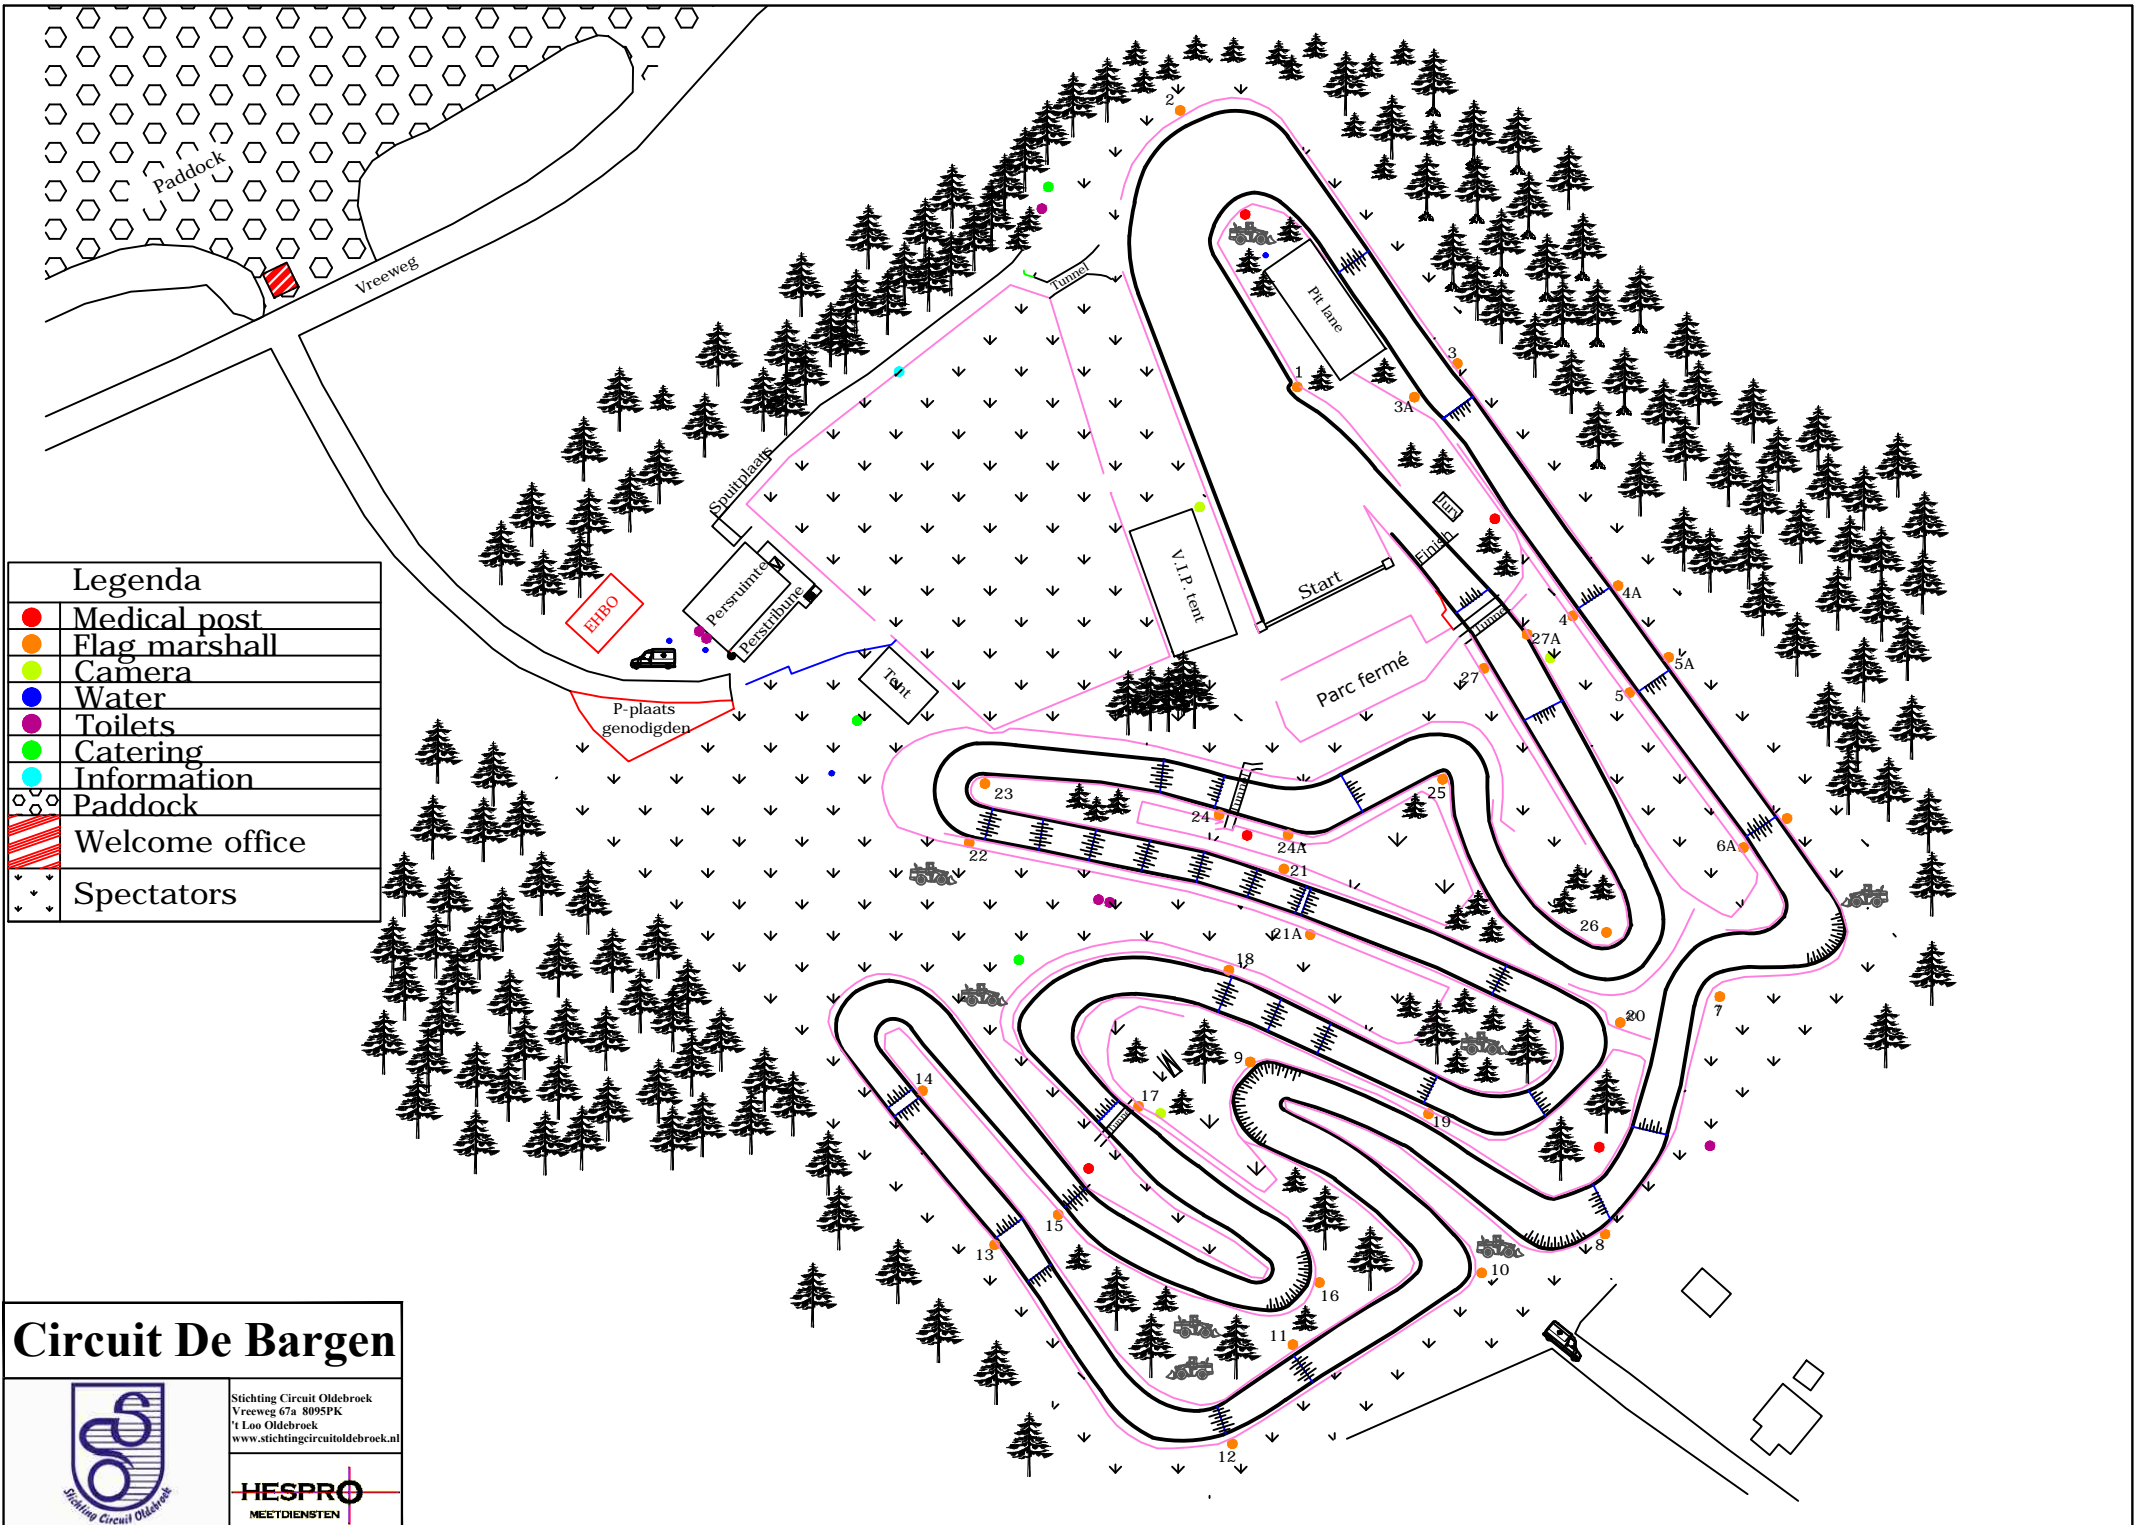 Paddock
Vreeweg
Tunnel
Spuitplaats
Pit lane
2
1
3
3A
Jury
Finish
Start
V.I.P. tent
Tunnel
4A
4
27A
5A
27
5
Parc fermé
EHBO
Persruimte
Perstribune
Tent
P-plaats
genodigden
Legenda
Medical post
Flag marshall
Camera
Water
Toilets
Catering
Information
Paddock
Welcome office
Spectators
23
24
24A
25
6A
22
21
21A
26
18
20
7
9
14
17
19
15
13
8
10
16
11
12
Circuit De Bargen
Stichting Circuit Oldebroek
Vreeweg 67a 8095PK
't Loo Oldebroek
www.stichtingcircuitoldebroek.nl
Stichting Circuit Oldebroek
HESPRO
MEETDIENSTEN